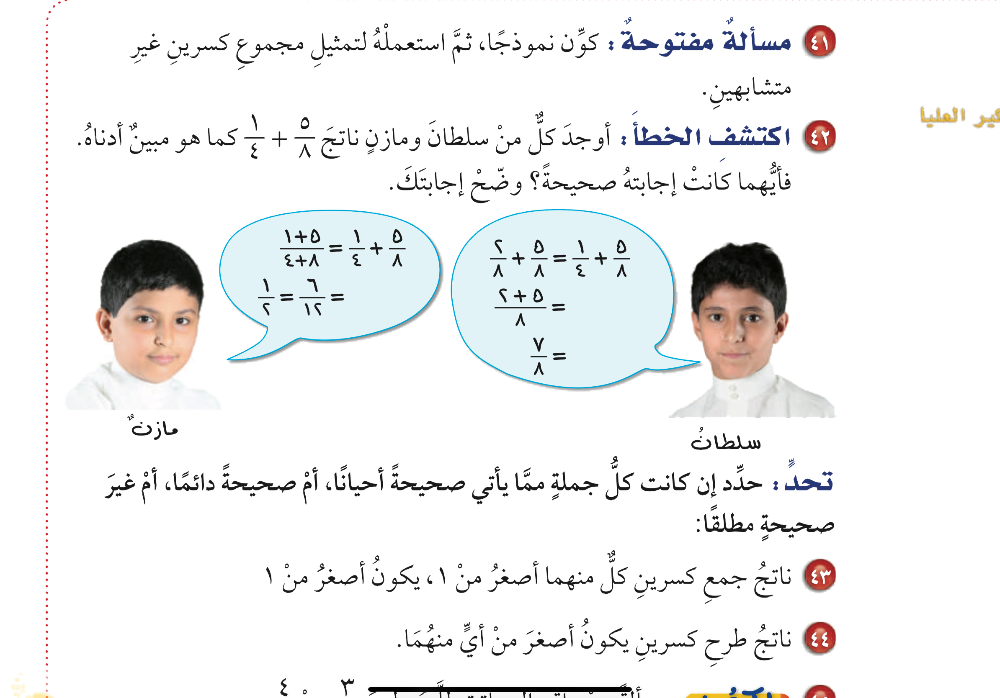 ٤١ مسألةٌ مفتوحةٌ: كوِّن نموذجًا، ثمَّ استعملْهُ لتمثيلِ مجموعِ كسرينِ غيرِ
متشابهينِ.
كير العليا
٤٢ اكتشف الخطأَ: أوجدَ كلٌّ منْ سلطانَ ومازنٍ ناتجَ ٥/٨ + ١/٤ كما هو مبينٌ أدناهُ.
فأيُّهما كَانتْ إجابتهُ صحيحةً؟ وضّحْ إجابتَكَ.
٥/٨ + ١/٤ = ٥/٨ + ٢/٨
= ٥ + ٢/٨
= ٧/٨
٥/٨ + ١/٤ = ٥+١/٨+٤
= ٦/١٢ = ١/٢
سلطانُ
مازنٌ
تحدٍّ: حدِّد إن كانت كلُّ جملةٍ ممَّا يأتي صحيحةً أحيانًا، أمْ صحيحةً دائمًا، أمْ غيرَ
صحيحةٍ مطلقًا:
٤٣ ناتجُ جمعِ كسرينِ كلٌّ منهما أصغرُ منْ ١، يكونُ أصغرُ منْ ١
٤٤ ناتجُ طرحِ كسرينِ يكونُ أصغرَ منْ أيٍّ منهُمَا.
٣ ٤